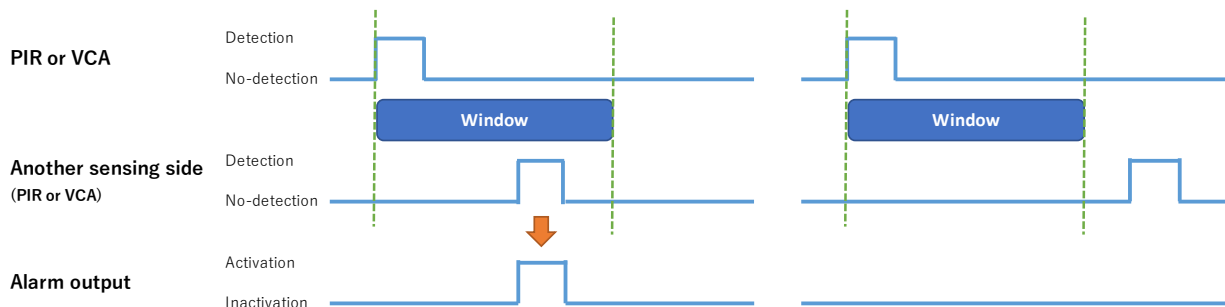 PIR or VCA
Detection
No-detection
Window
Window
Another sensing side
(PIR or VCA)
Detection
No-detection
Alarm output
Activation
Inactivation